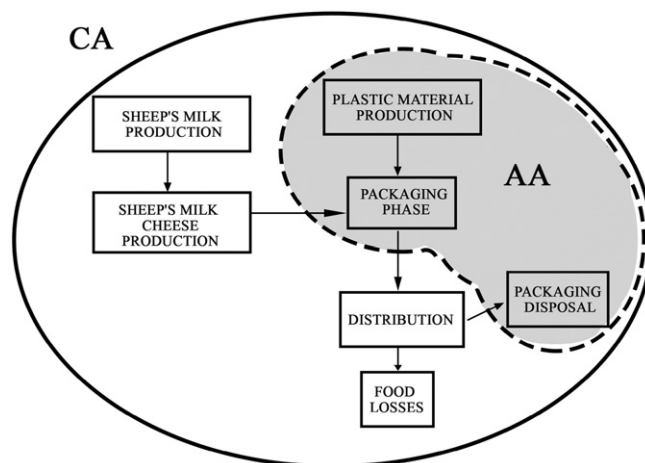 CA
SHEEP'S MILK
PRODUCTION
PLASTIC MATERIAL
PRODUCTION
AA
SHEEP'S MILK
CHEESE
PRODUCTION
PACKAGING
PHASE
DISTRIBUTION
PACKAGING
DISPOSAL
FOOD
LOSSES